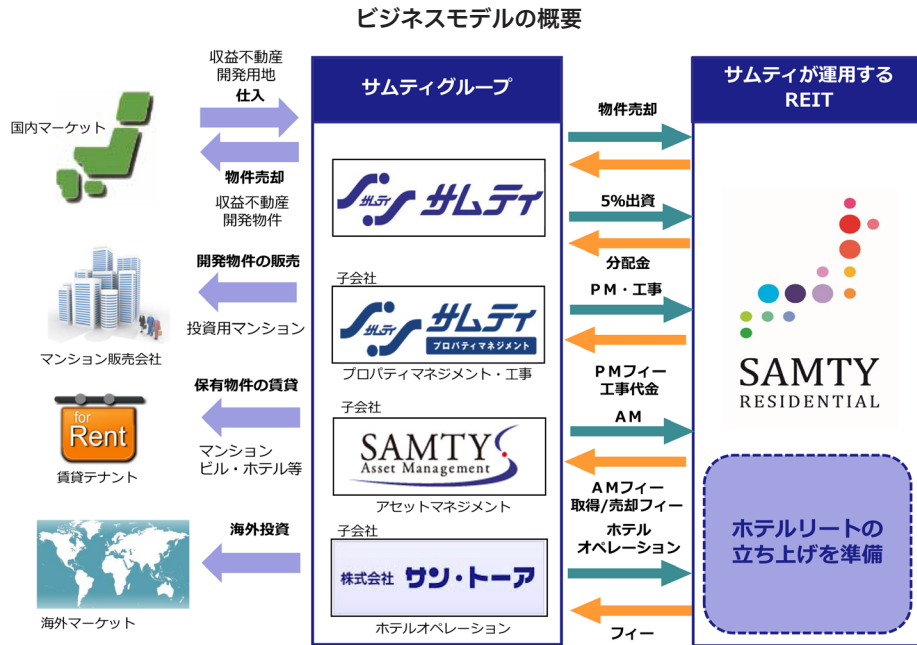 ビジネスモデルの概要
収益不動産
開発用地
仕入
国内マーケット
物件売却
収益不動産
開発物件
開発物件の販売
投資用マンション
マンション販売会社
保有物件の賃貸
for
Rent
マンション
ビル・ホテル等
賃貸テナント
海外投資
海外マーケット
サムティグループ
サムティ サムティ
子会社
サムティ サムティ
プロパティマネジメント
プロパティマネジメント・工事
子会社
SAMTY
Asset Management
アセットマネジメント
子会社
株式会社 サン・トーア
ホテルオペレーション
物件売却
5%出資
分配金
PM・工事
PMフィー
工事代金
AM
AMフィー
取得/売却フィー
ホテル
オペレーション
フィー
サムティが運用する
REIT
SAMTY
RESIDENTIAL
ホテルリートの
立ち上げを準備